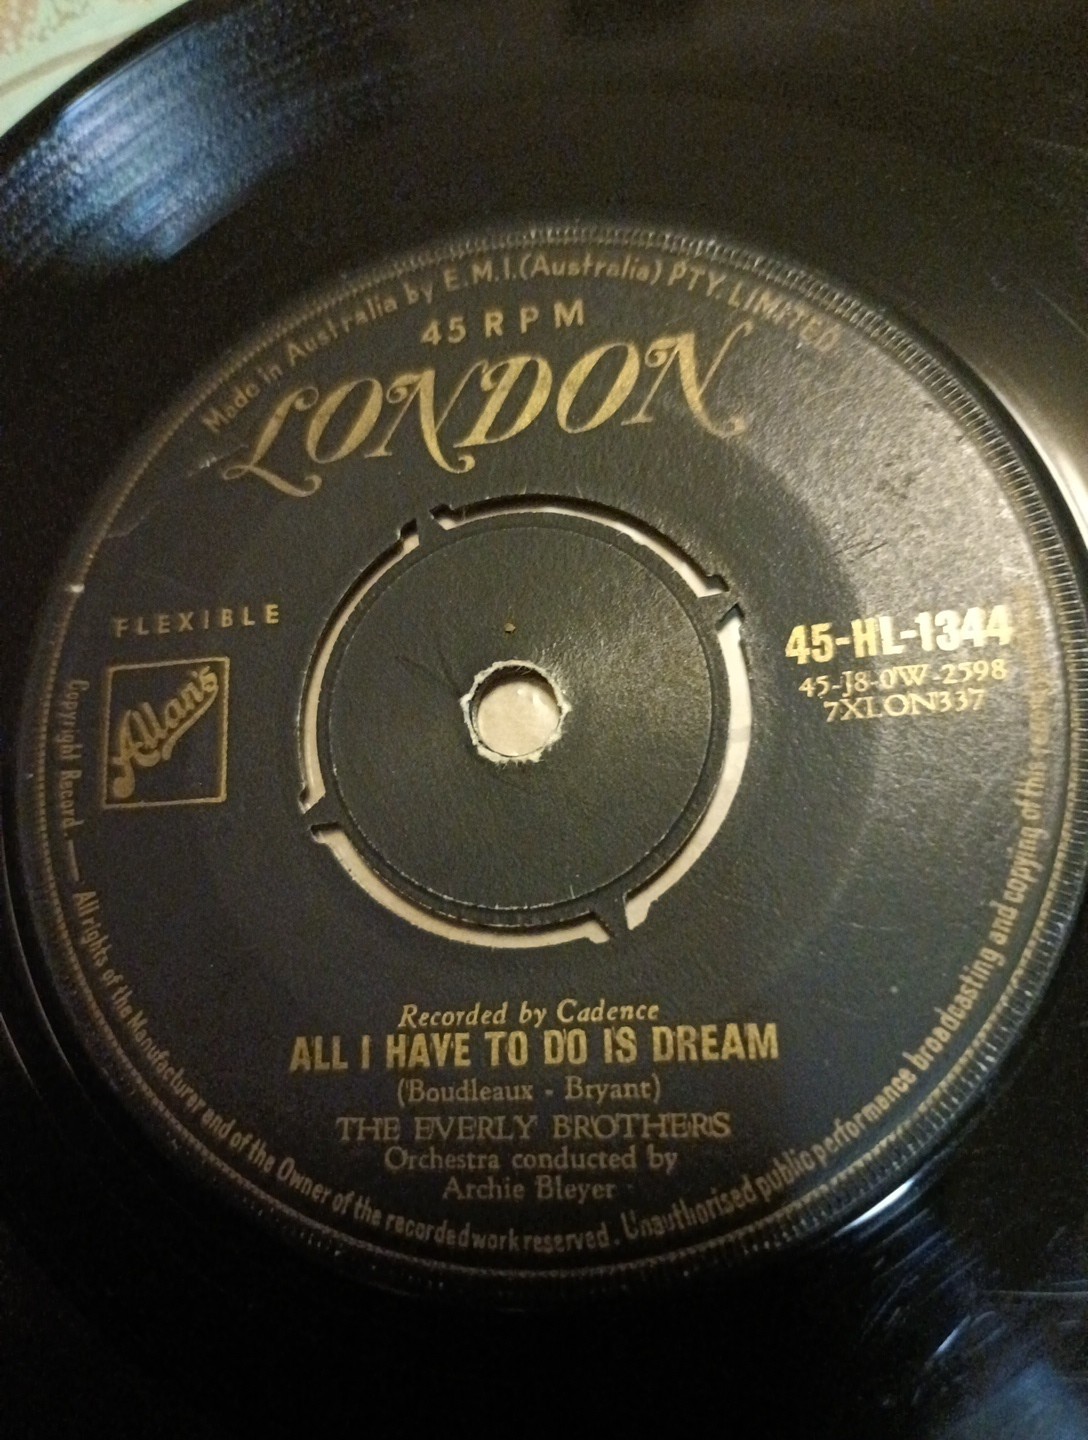 Made in Australia by E.M.I.(Australia) PTY. LIMITED
45 RPM
LONDON
FLEXIBLE
Allan's
45-HL-1344
45-J8-0W-2598
7XLON337
Recorded by Cadence
ALL I HAVE TO DO IS DREAM
(Boudleaux - Bryant)
THE EVERLY BROTHERS
Orchestra conducted by
Archie Bleyer
Copyright Record. — All rights of the Manufacturer and of the Owner of the recorded work reserved. Unauthorised public performance broadcasting and copying of the